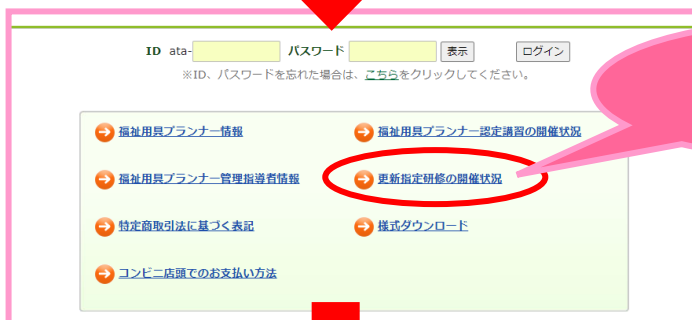 ID ata- パスワード 表示 ログイン
※ID、パスワードを忘れた場合は、こちらをクリックしてください。
福祉用具プランナー情報 福祉用具プランナー認定講習の開催状況
福祉用具プランナー管理指導者情報 更新指定研修の開催状況
特定商取引法に基づく表記 様式ダウンロード
コンビニ店頭でのお支払い方法